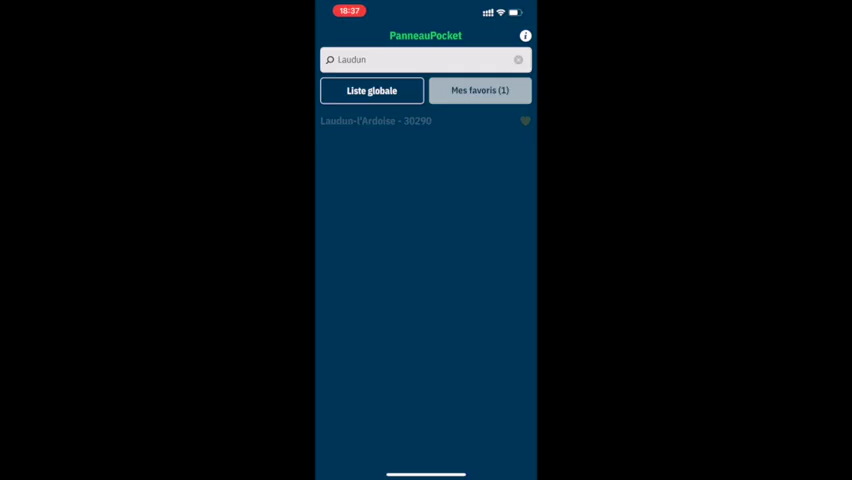 18:37
PanneauPocket
Laudun
Liste globale
Mes favoris (1)
Laudun-l'Ardoise - 30290